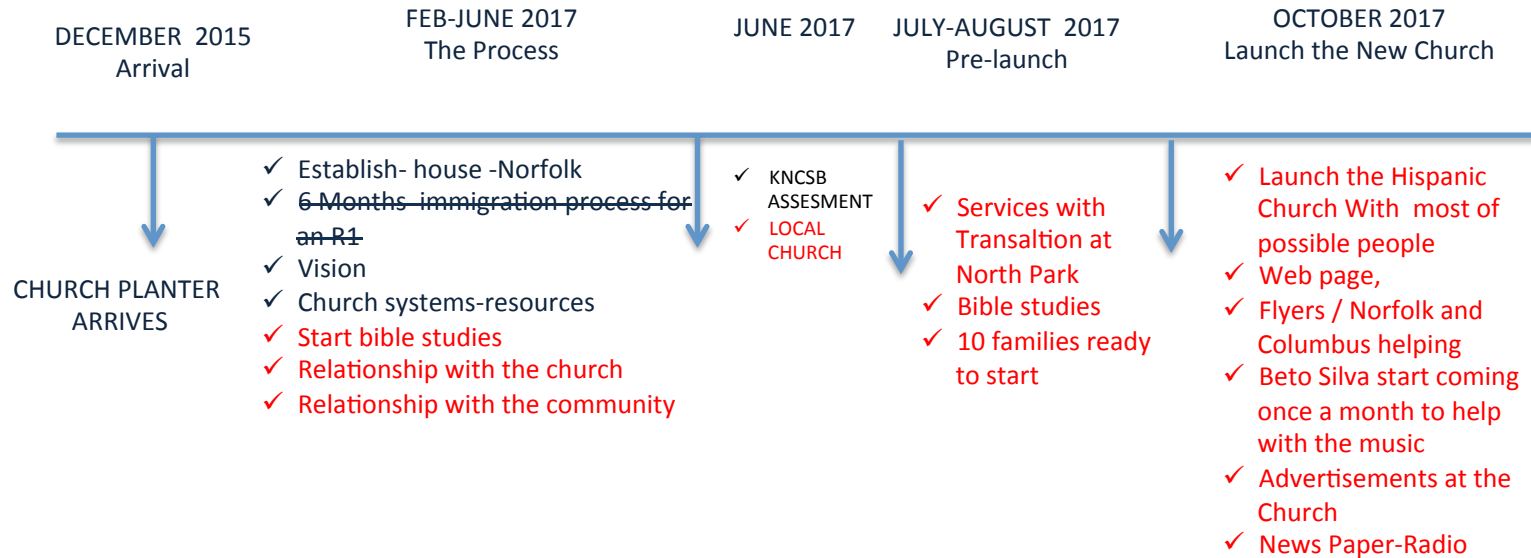 DECEMBER 2015
Arrival
FEB-JUNE 2017
The Process
JUNE 2017
JULY-AUGUST 2017
Pre-launch
OCTOBER 2017
Launch the New Church
CHURCH PLANTER
ARRIVES
✓ Establish- house -Norfolk
✓ 6 Months immigration process for
an R1
✓ Vision
✓ Church systems-resources
✓ Start bible studies
✓ Relationship with the church
✓ Relationship with the community
✓ KNCSB
ASSESMENT
✓ LOCAL
CHURCH
✓ Services with
Transaltion at
North Park
✓ Bible studies
✓ 10 families ready
to start
✓ Launch the Hispanic
Church With most of
possible people
✓ Web page,
✓ Flyers / Norfolk and
Columbus helping
✓ Beto Silva start coming
once a month to help
with the music
✓ Advertisements at the
Church
✓ News Paper-Radio